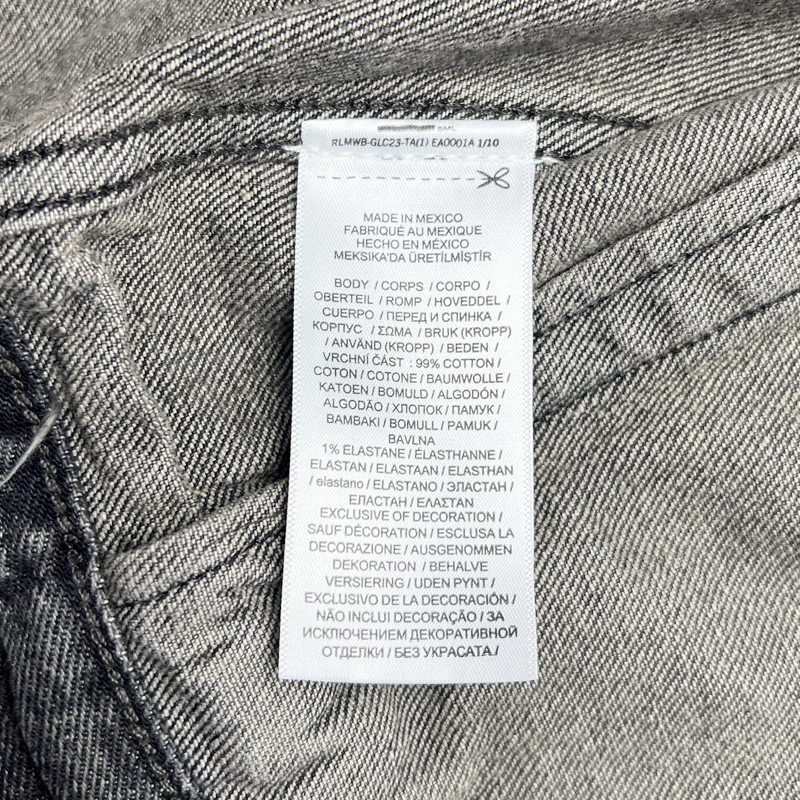 RLMWB-GLC23-TA(1) EA0001A 1/10
MADE IN MEXICO
FABRIQUÉ AU MEXIQUE
HECHO EN MÉXICO
MEKSIKA'DA ÜRETİLMİŞTİR
BODY / CORPS / CORPO /
OBERTEIL / ROMP / HOVEDDEL /
CUERPO / ПЕРЕД И СПИНКА /
КОРПУС / ΣΩΜΑ / BRUK (KROPP)
/ ANVÄND (KROPP) / BEDEN /
VRCHNÍ ČÁST : 99% COTTON /
COTON / COTONE / BAUMWOLLE /
KATOEN / BOMULD / ALGODÓN /
ALGODÃO / ХЛОПОК / ПАМУК /
BAMBAKI / BOMULL / PAMUK /
BAVLNA
1% ELASTANE / ÉLASTHANNE /
ELASTAN / ELASTAAN / ELASTHAN
/ elastano / ELASTANO / ЭЛАСТАН /
ЕЛАСТАН / ΕΛΑΣΤΑΝ
EXCLUSIVE OF DECORATION /
SAUF DÉCORATION / ESCLUSA LA
DECORAZIONE / AUSGENOMMEN
DEKORATION / BEHALVE
VERSIERING / UDEN PYNT /
EXCLUSIVO DE LA DECORACIÓN /
NÃO INCLUI DECORAÇÃO / ЗА
ИСКЛЮЧЕНИЕМ ДЕКОРАТИВНОЙ
ОТДЕЛКИ / БЕЗ УКРАСАТА /